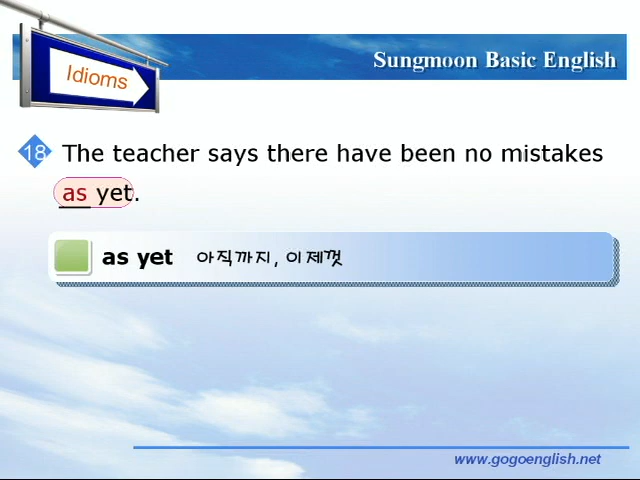 Sungmoon Basic English
Idioms
18 The teacher says there have been no mistakes
as yet.
as yet 아직까지, 이제껏
www.gogoenglish.net